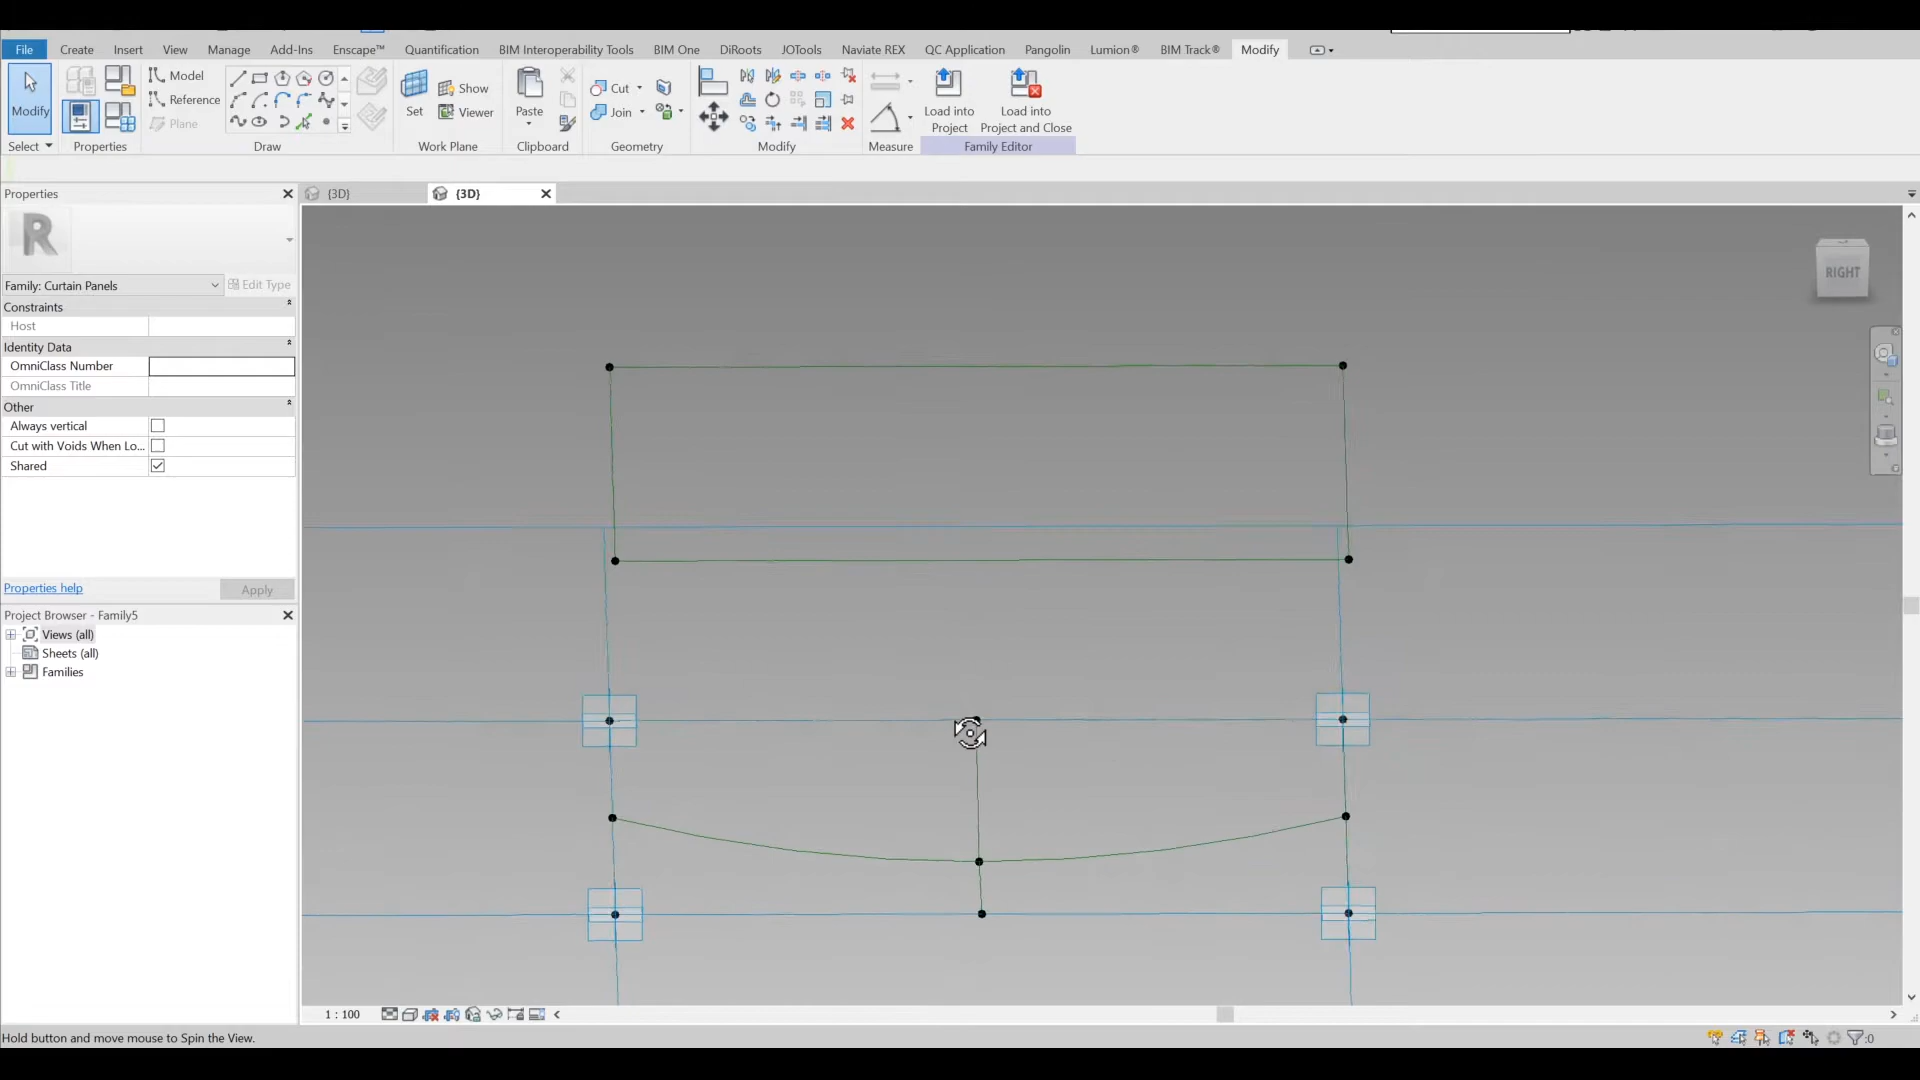 File Create Insert View Manage Add-Ins Enscape™ Quantification BIM Interoperability Tools BIM One DiRoots JOTools Naviate REX QC Application Pangolin Lumion® BIM Track® Modify
Modify
Model
Reference
Plane
Set
Show
Viewer
Paste
Cut
Join
Load into
Project
Load into
Project and Close
Select Properties Draw Work Plane Clipboard Geometry Modify Measure Family Editor
Properties
{3D} {3D}
R
Family: Curtain Panels Edit Type
Constraints
Host
Identity Data
OmniClass Number
OmniClass Title
Other
Always vertical
Cut with Voids When Lo...
Shared
RIGHT
Properties help Apply
Project Browser - Family5
Views (all)
Sheets (all)
Families
1 : 100
Hold button and move mouse to Spin the View.
:0